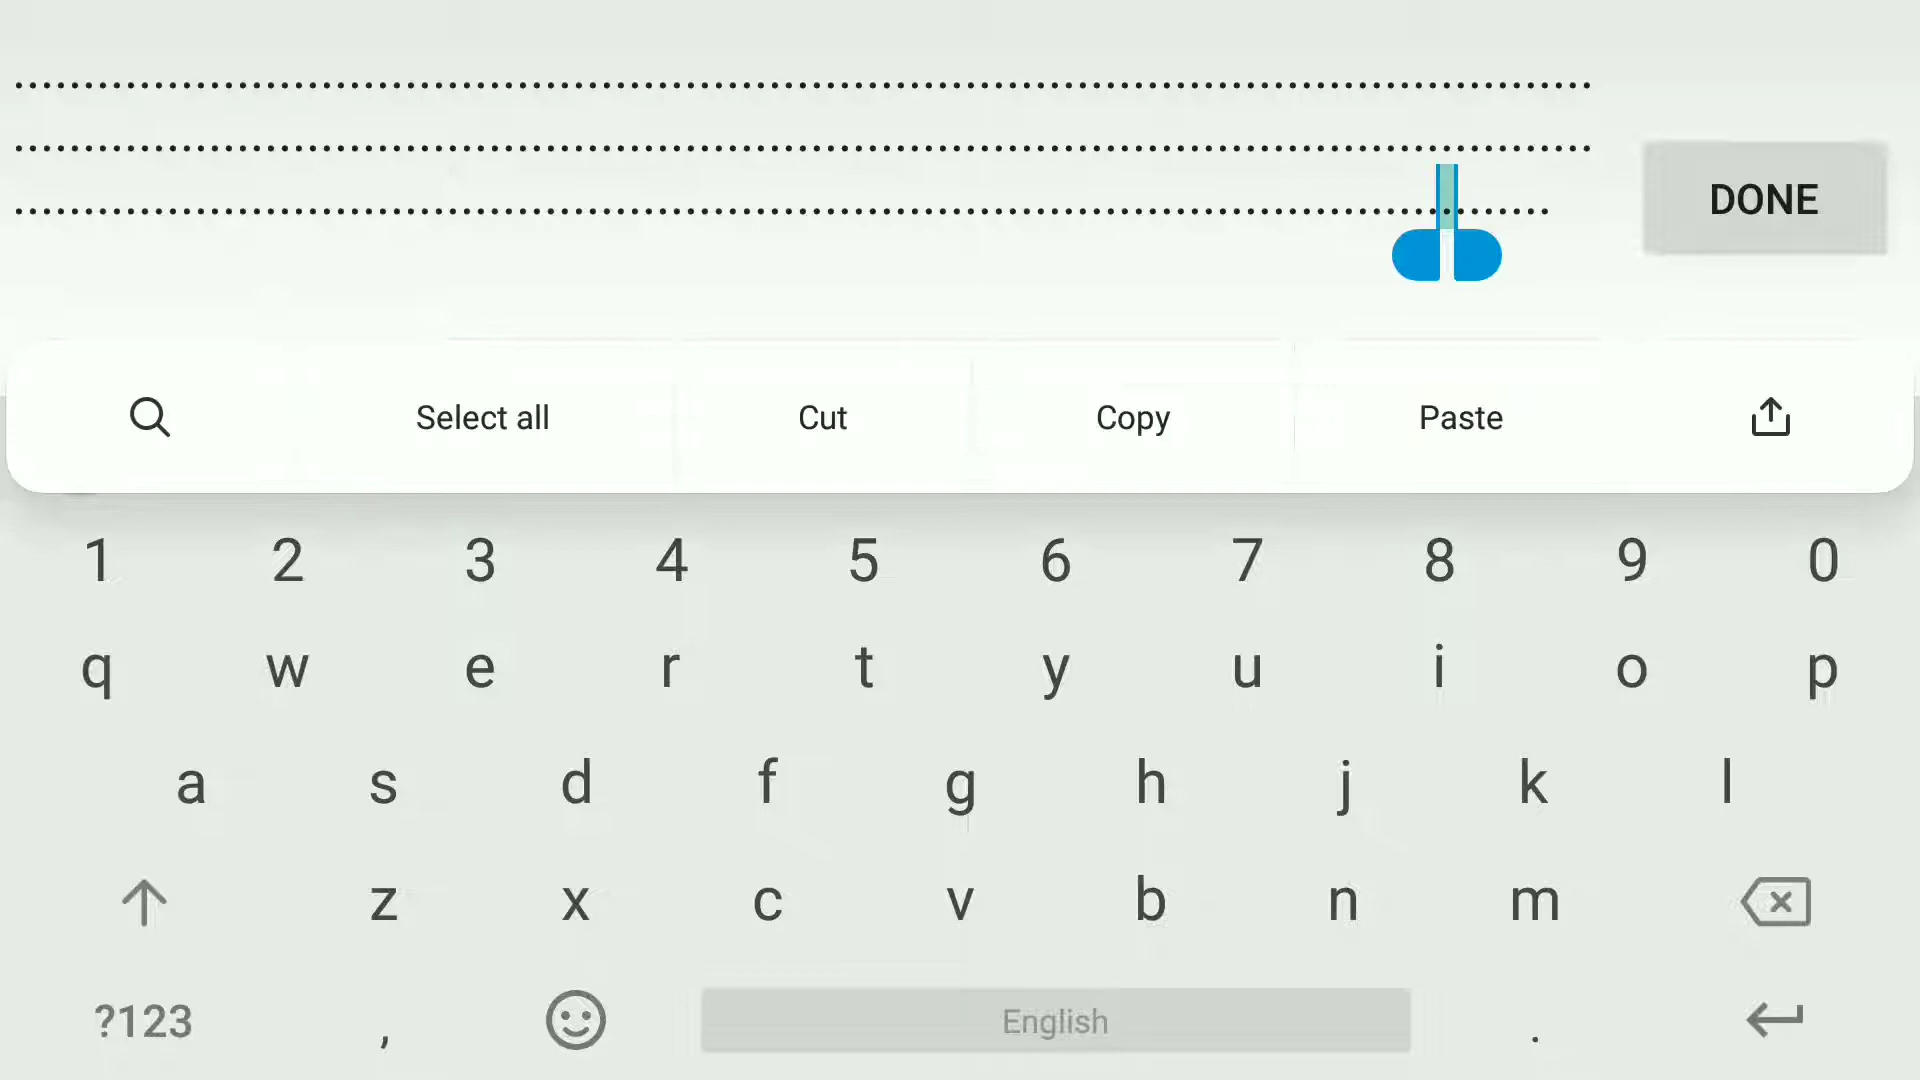 .................................................................................................................
.................................................................................................................
..............................................................................................................
DONE
Select all Cut Copy Paste
1 2 3 4 5 6 7 8 9 0
q w e r t y u i o p
a s d f g h j k l
z x c v b n m
?123 , English .